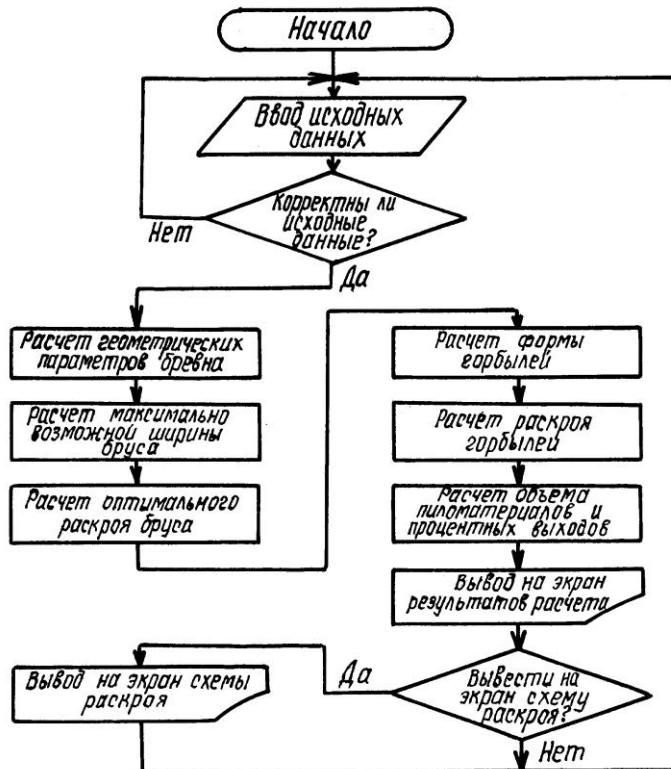 Начало
Ввод исходных
данных
Корректны ли
исходные
данные?
Нет
Да
Расчет геометрических
параметров бревна
Расчет максимально
возможной ширины
бруса
Расчет оптимального
раскроя бруса
Расчет формы
горбылей
Расчет раскроя
горбылей
Расчет объема
пиломатериалов и
процентных выходов
Вывод на экран
результатов расчета
Вывести на
экран схему
раскроя?
Да
Нет
Вывод на экран схемы
раскроя